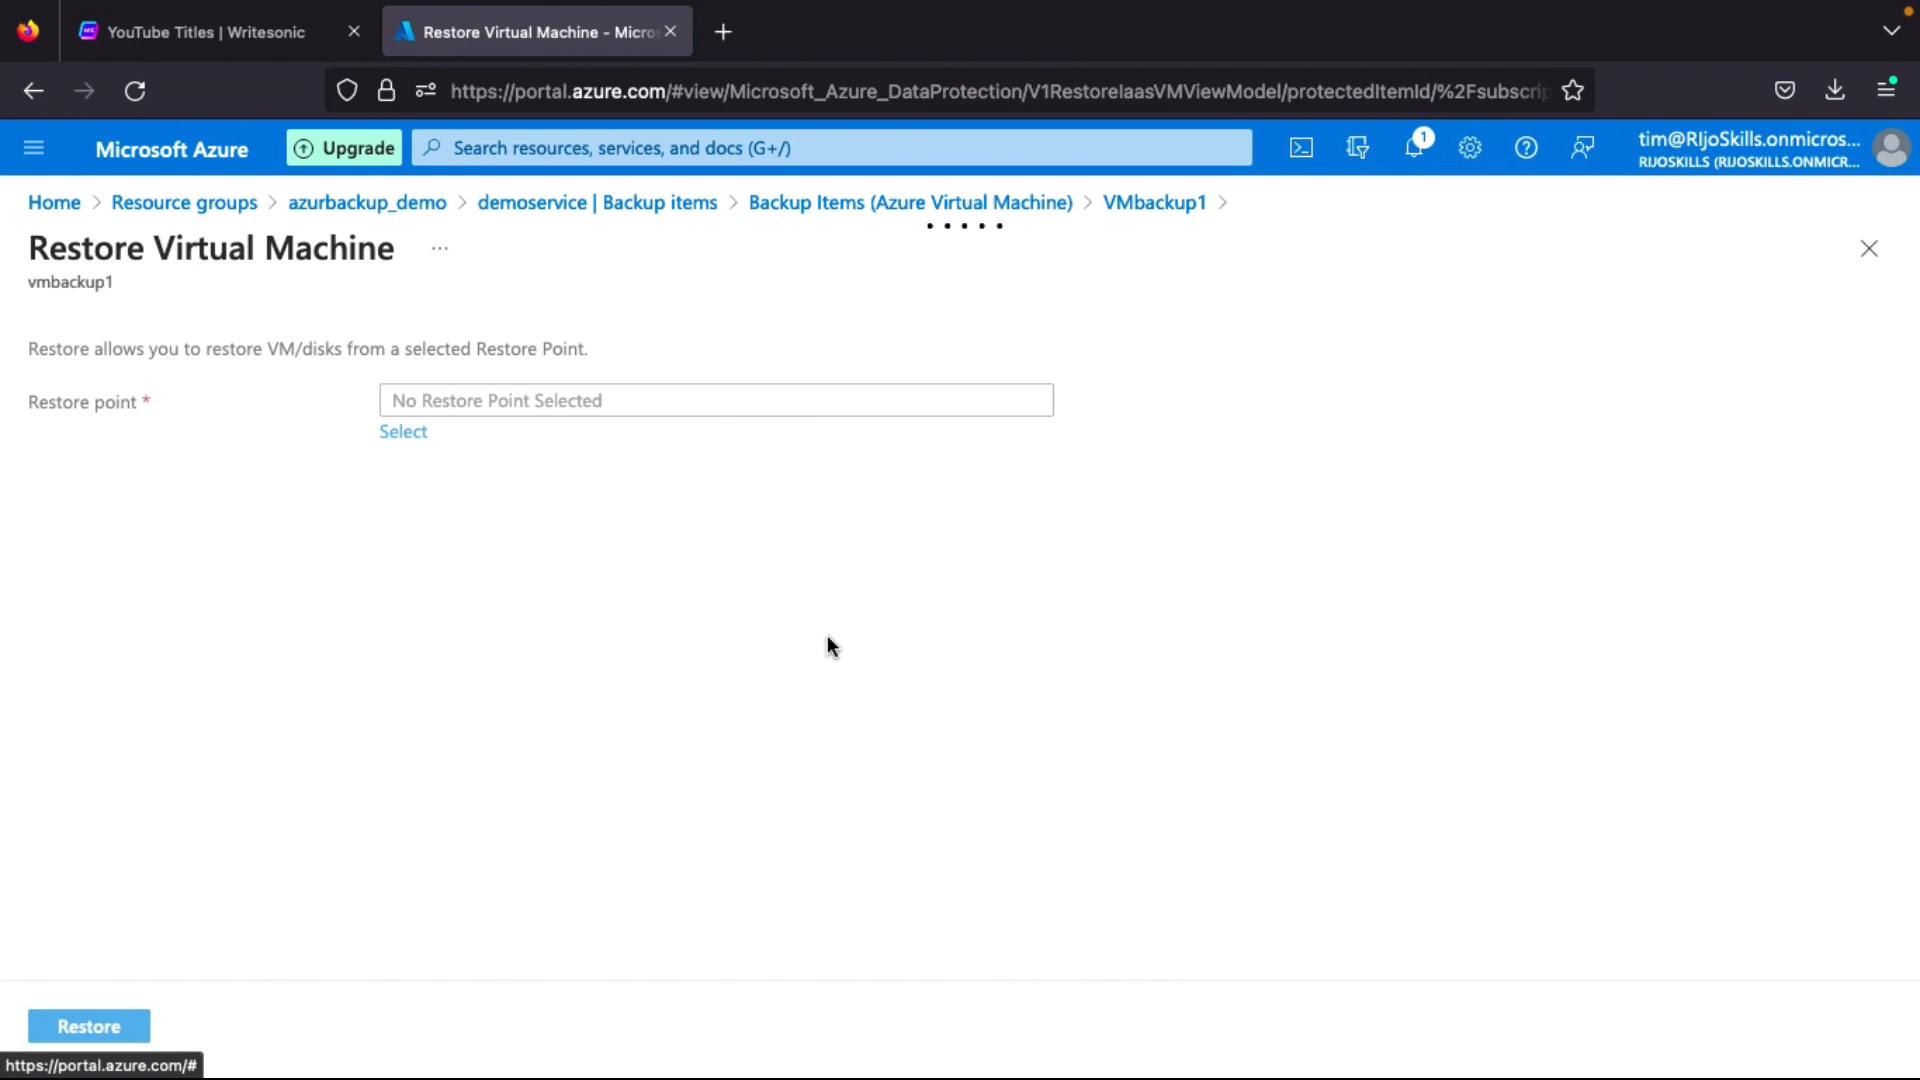 YouTube Titles | Writesonic
Restore Virtual Machine - Micro
https://portal.azure.com/#view/Microsoft_Azure_DataProtection/V1RestoreIaasVMViewModel/protectedItemId/%2Fsubscrip
Microsoft Azure
Upgrade
Search resources, services, and docs (G+/)
1
tim@RIjoSkills.onmicros...
RIJOSKILLS (RIJOSKILLS.ONMICR...
Home > Resource groups > azurbackup_demo > demoservice | Backup items > Backup Items (Azure Virtual Machine) > VMbackup1 >
Restore Virtual Machine ...
vmbackup1
Restore allows you to restore VM/disks from a selected Restore Point.
Restore point *
No Restore Point Selected
Select
Restore
https://portal.azure.com/#